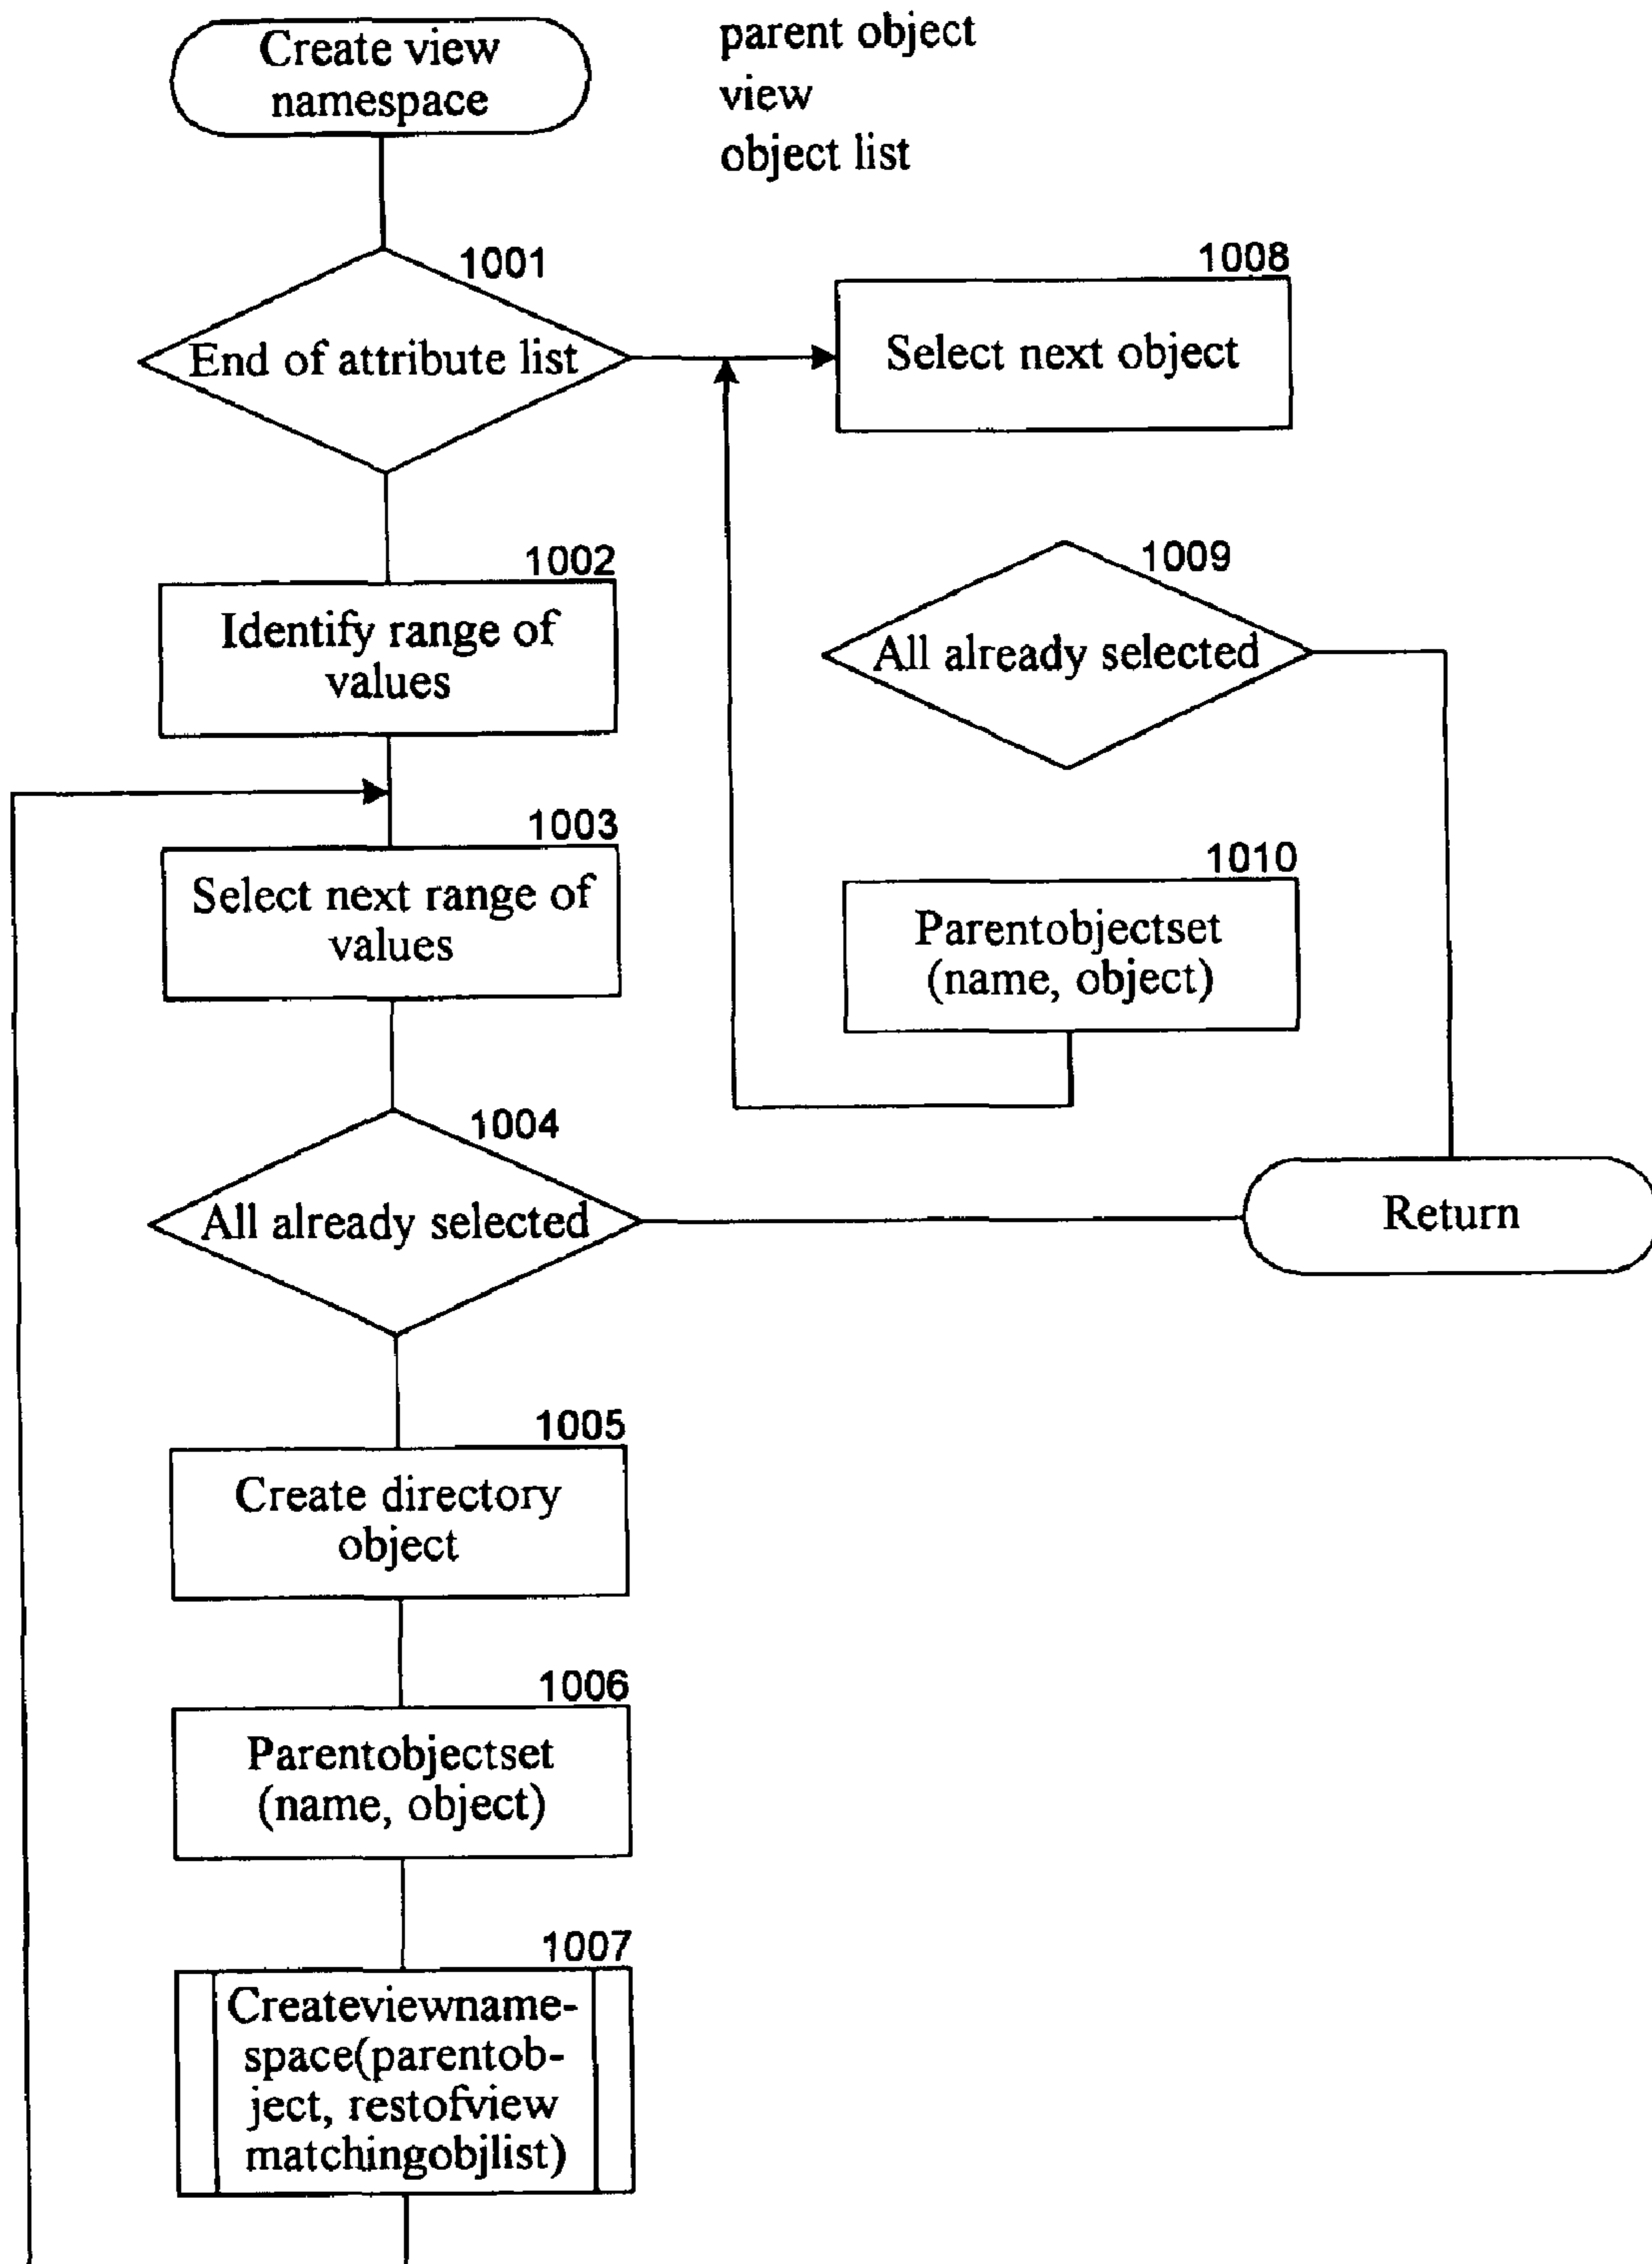 Create view
namespace
parent object
view
object list
1001
End of attribute list
1008
Select next object
1002
Identify range of
values
1009
All already selected
1003
Select next range of
values
1010
Parentobjectset
(name, object)
1004
All already selected
Return
1005
Create directory
object
1006
Parentobjectset
(name, object)
1007
Createviewname-
space(parentob-
ject, restofview
matchingobjlist)